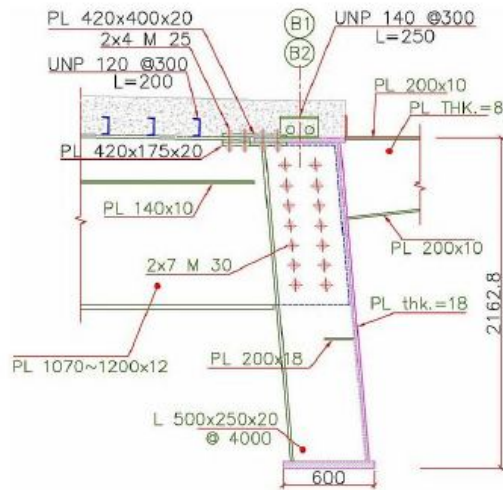 PL 420x400x20
2x4 M 25
UNP 120 @300
L=200
B1
B2
UNP 140 @300
L=250
PL 200x10
PL THK.=8
PL 420x175x20
PL 140x10
PL 200x10
2x7 M 30
PL thk.=18
2162.8
PL 1070~1200x12
PL 200x18
L 500x250x20
@ 4000
600